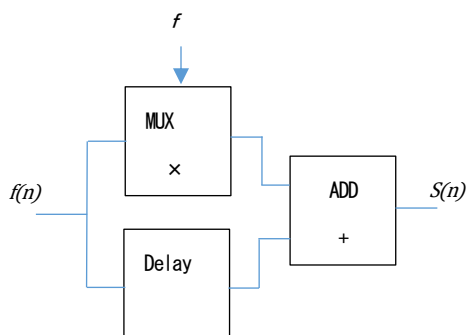 f
MUX
×
f(n)
ADD
S(n)
+
Delay